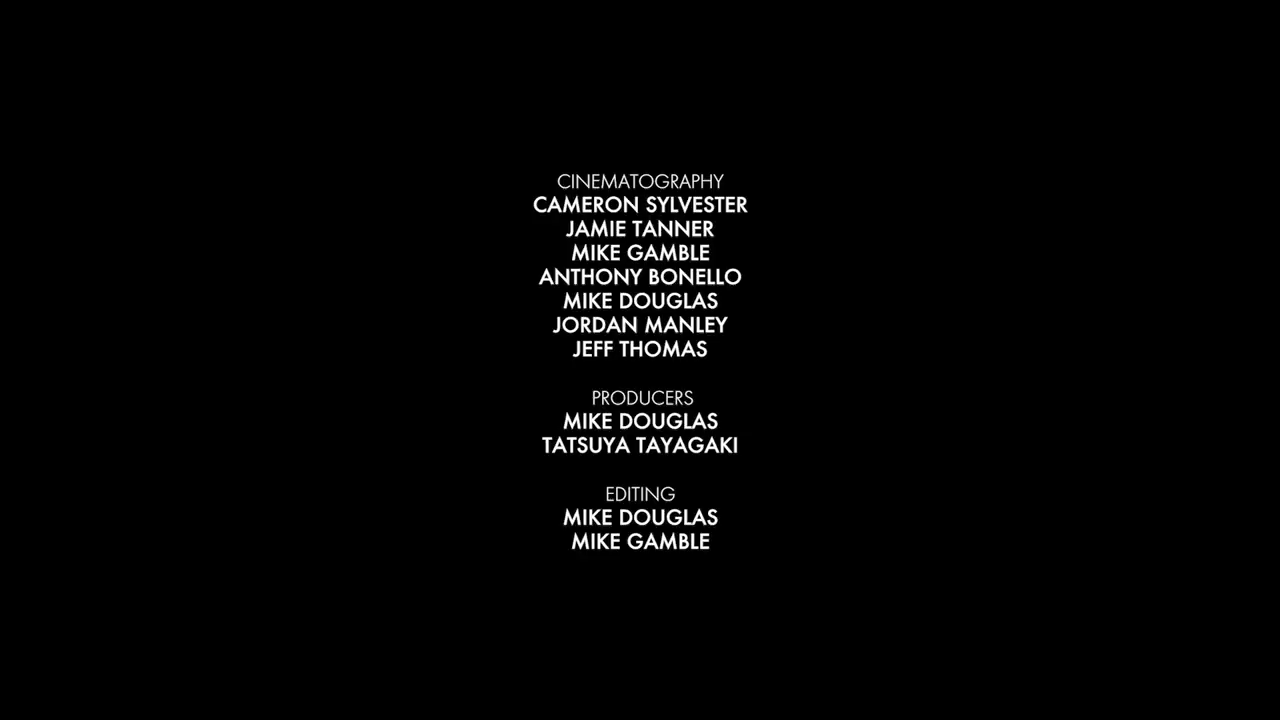 CINEMATOGRAPHY
CAMERON SYLVESTER
JAMIE TANNER
MIKE GAMBLE
ANTHONY BONELLO
MIKE DOUGLAS
JORDAN MANLEY
JEFF THOMAS
PRODUCERS
MIKE DOUGLAS
TATSUYA TAYAGAKI
EDITING
MIKE DOUGLAS
MIKE GAMBLE